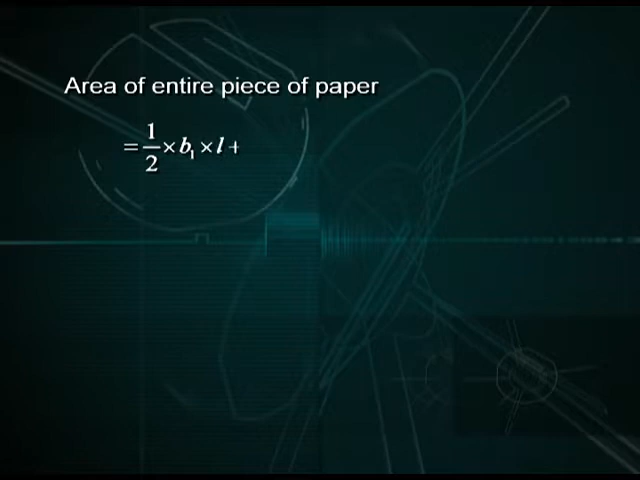 Area of entire piece of paper
= 1/2 × b₁ × l +